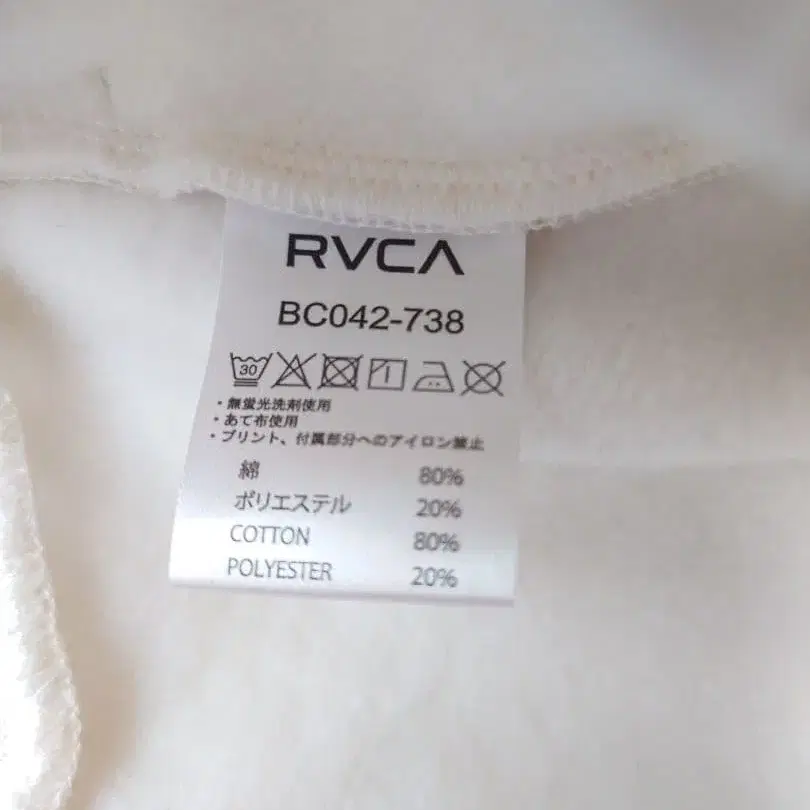 RVCA
BC042-738
30
・無蛍光洗剤使用
・あて布使用
・プリント、付属部分へのアイロン禁止
綿 80%
ポリエステル 20%
COTTON 80%
POLYESTER 20%